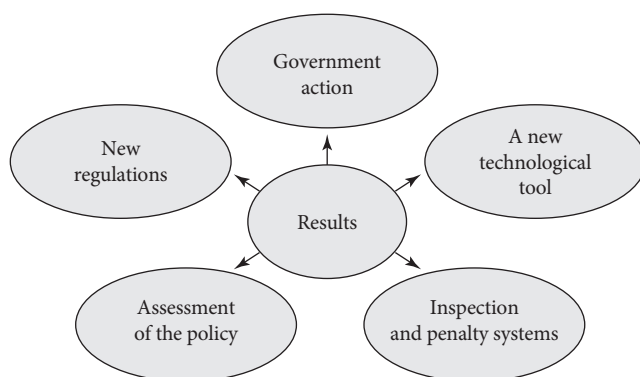 Government
action
New
regulations
A new
technological
tool
Results
Assessment
of the policy
Inspection
and penalty systems